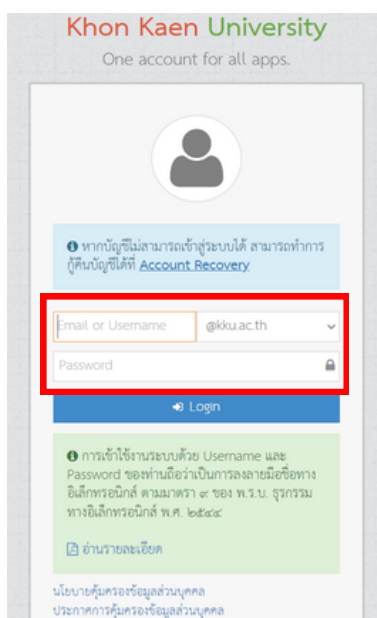 Khon Kaen University
One account for all apps.
หากบัญชีไม่สามารถเข้าสู่ระบบได้ สามารถทำการ
กู้คืนบัญชีได้ที่ Account Recovery
Email or Username @kku.ac.th
Password
Login
การเข้าใช้งานระบบด้วย Username และ
Password ของท่านถือว่าเป็นการลงลายมือชื่อทาง
อิเล็กทรอนิกส์ ตามมาตรา ๙ ของ พ.ร.บ. ธุรกรรม
ทางอิเล็กทรอนิกส์ พ.ศ. ๒๕๔๔
อ่านรายละเอียด
นโยบายคุ้มครองข้อมูลส่วนบุคคล
ประกาศการคุ้มครองข้อมูลส่วนบุคคล